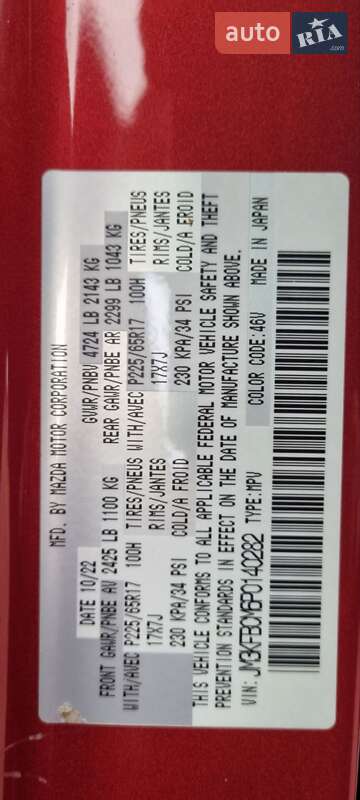 auto RIA.com
MFD. BY MAZDA MOTOR CORPORATION
DATE 10/22 GVWR/PNBV 4724 LB 2143 KG
FRONT GAWR/PNBE AV 2425 LB 1100 KG REAR GAWR/PNBE AR 2299 LB 1043 KG
WITH/AVEC P225/65R17 100H TIRES/PNEUS WITH/AVEC P225/65R17 100H TIRES/PNEUS
17X7J RIMS/JANTES 17X7J RIMS/JANTES
230 KPA/34 PSI COLD/A FROID 230 KPA/34 PSI COLD/A FROID
THIS VEHICLE CONFORMS TO ALL APPLICABLE FEDERAL MOTOR VEHICLE SAFETY AND THEFT
PREVENTION STANDARDS IN EFFECT ON THE DATE OF MANUFACTURE SHOWN ABOVE.
VIN: JM3KFBCM6P0140282 TYPE:MPV COLOR CODE:46V MADE IN JAPAN